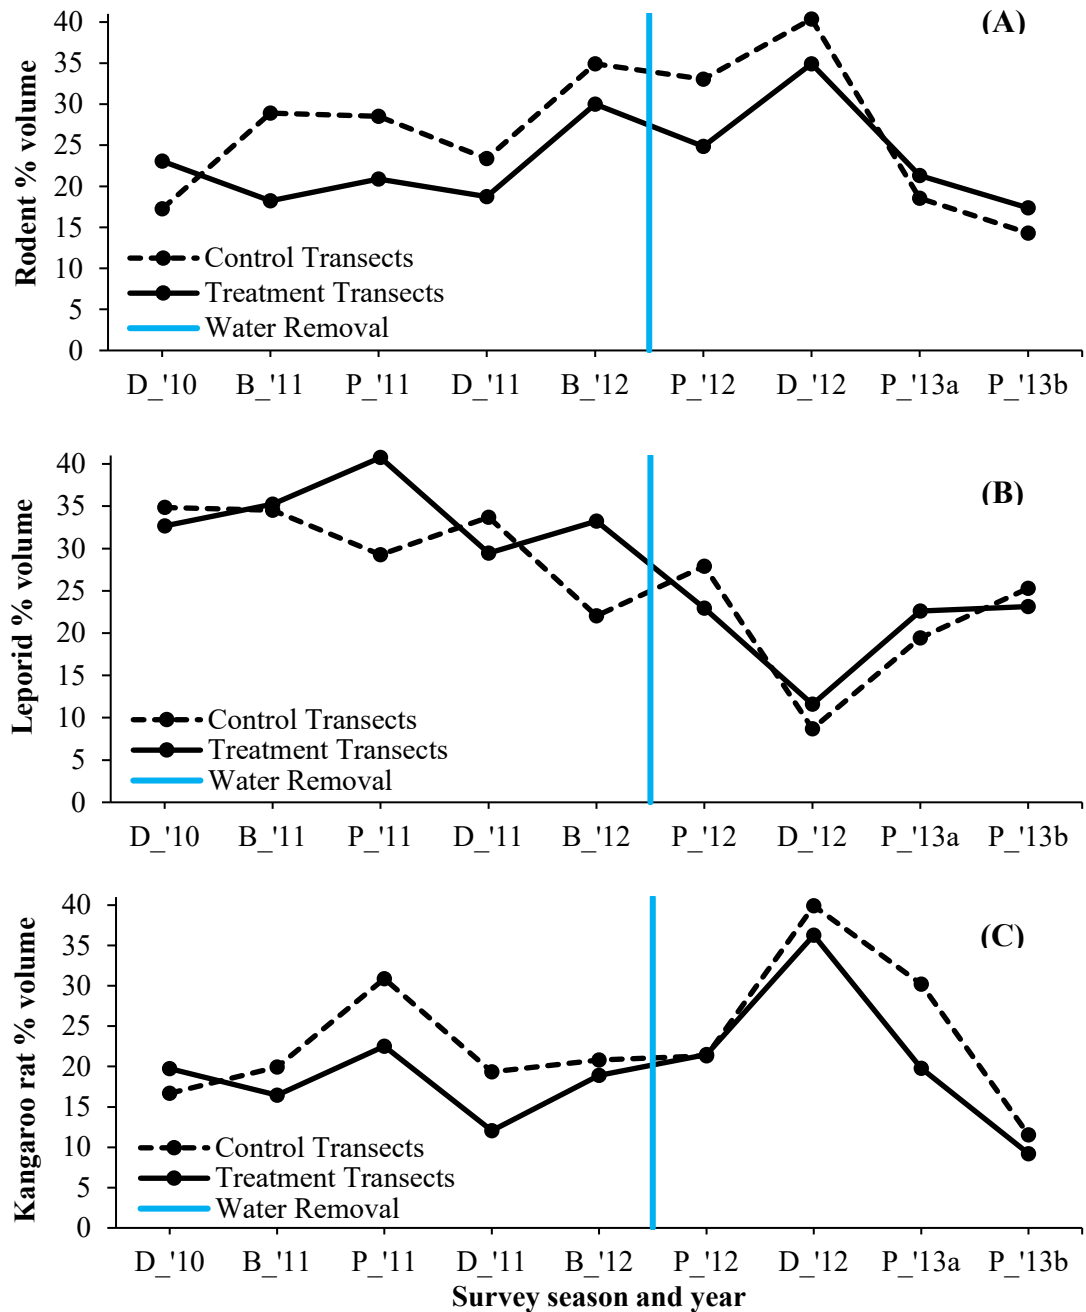 (A)
Rodent % volume
40
35
30
25
20
15
10
5
0
Control Transects
Treatment Transects
Water Removal
D_'10 B_'11 P_'11 D_'11 B_'12 P_'12 D_'12 P_'13a P_'13b
(B)
Leporid % volume
40
35
30
25
20
15
10
5
0
Control Transects
Treatment Transects
Water Removal
D_'10 B_'11 P_'11 D_'11 B_'12 P_'12 D_'12 P_'13a P_'13b
(C)
Kangaroo rat % volume
40
35
30
25
20
15
10
5
0
Control Transects
Treatment Transects
Water Removal
D_'10 B_'11 P_'11 D_'11 B_'12 P_'12 D_'12 P_'13a P_'13b
Survey season and year